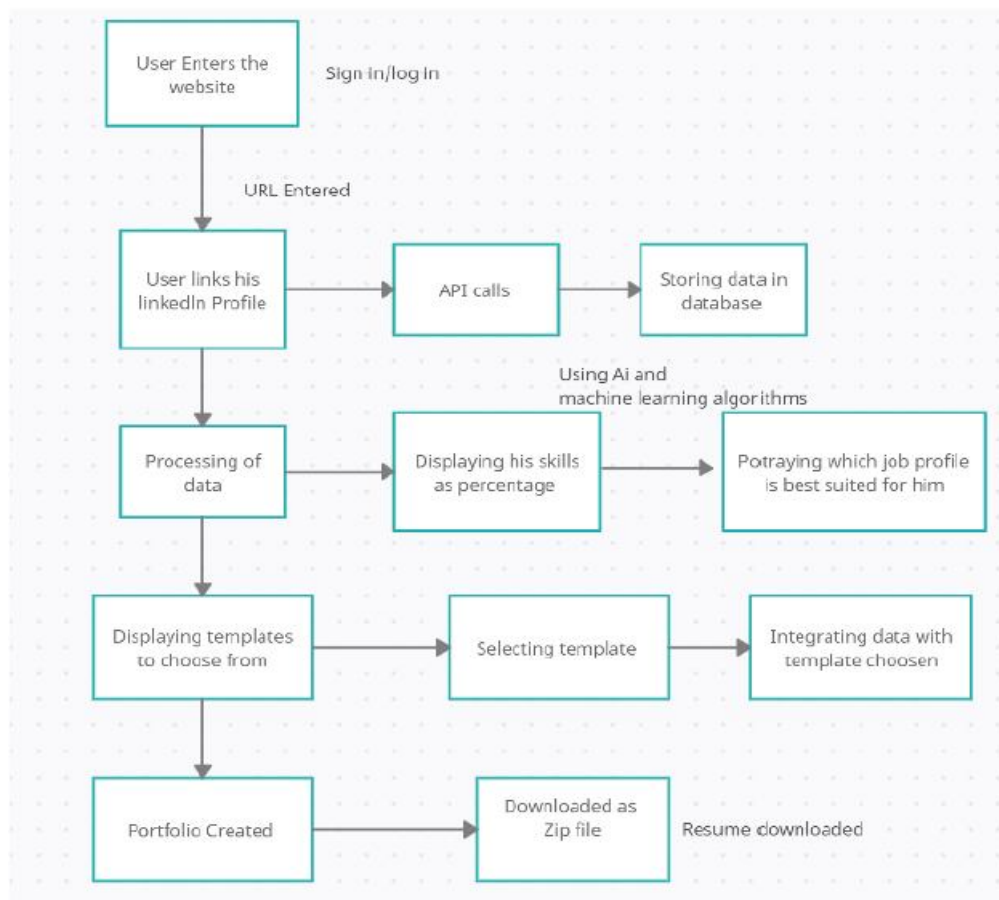 User Enters the
website
Sign in/log in
URL Entered
User links his
linkedIn Profile
API calls
Storing data in
database
Using Ai and
machine learning algorithms
Processing of
data
Displaying his skills
as percentage
Potraying which job profile
is best suited for him
Displaying templates
to choose from
Selecting template
Integrating data with
template choosen
Portfolio Created
Downloaded as
Zip file
Resume downloaded